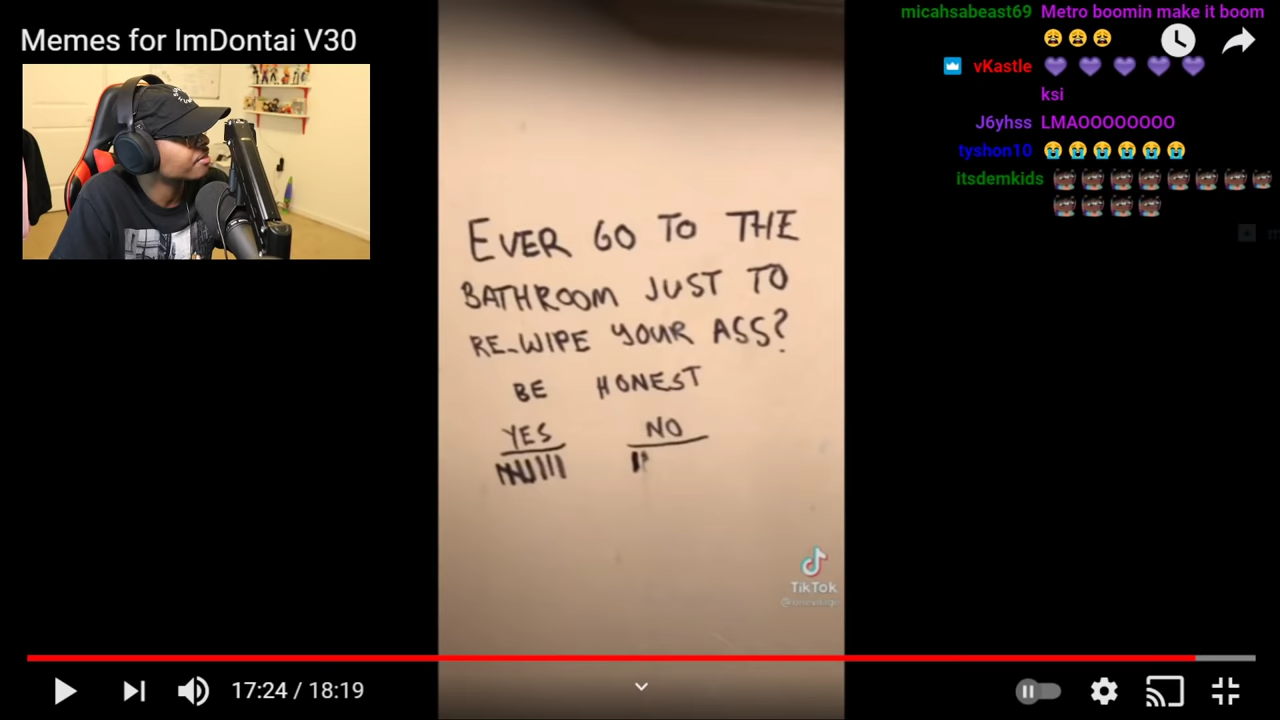 Memes for ImDontai V30
micahsabeast69 Metro boomin make it boom
😩😩😩
vKastle 💜💜💜💜💜
ksi
J6yhss LMAOOOOOOOO
tyshon10 😭😭😭😭😭😭
itsdemkids
EVER GO TO THE
BATHROOM JUST TO
RE-WIPE YOUR ASS?
BE HONEST
YES NO
TikTok
17:24 / 18:19